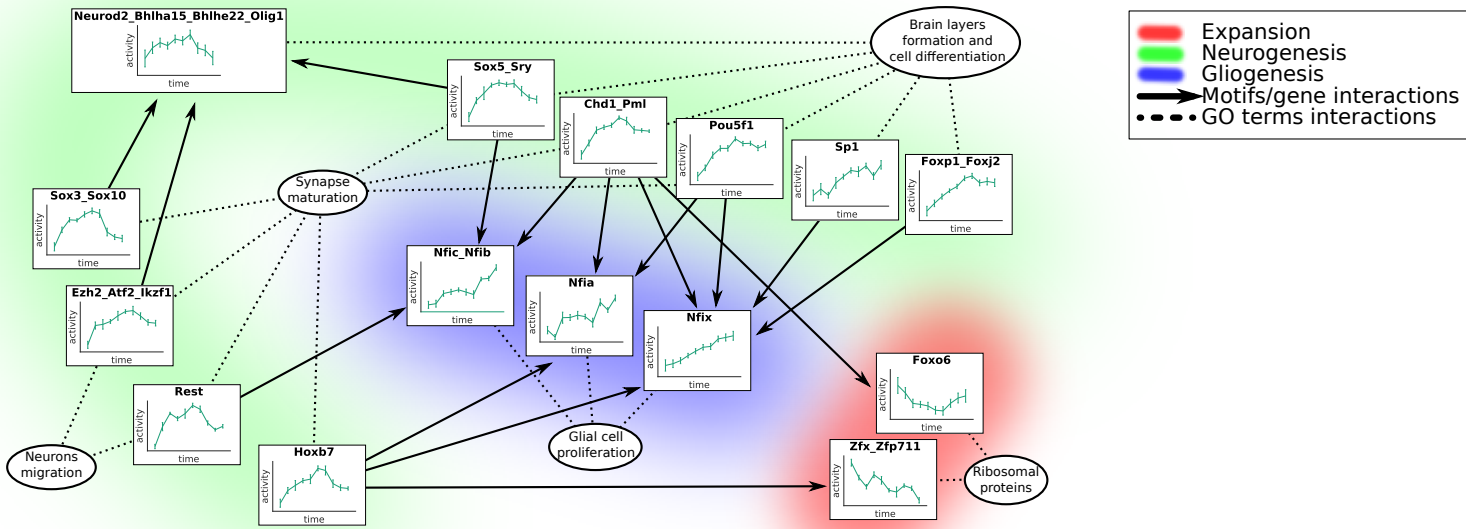 Neurod2_Bhlha15_Bhlhe22_Olig1
activity
time
Sox5_Sry
activity
time
Chd1_Pml
activity
time
Pou5f1
activity
time
Sp1
activity
time
Foxp1_Foxj2
activity
time
Brain layers
formation and
cell differentiation
Expansion
Neurogenesis
Gliogenesis
Motifs/gene interactions
GO terms interactions
Synapse
maturation
Sox3_Sox10
activity
time
Nfic_Nfib
activity
time
Nfia
activity
time
Nfix
activity
time
Ezh2_Atf2_Ikzf1
activity
time
Rest
activity
time
Foxo6
activity
time
Neurons
migration
Hoxb7
activity
time
Glial cell
proliferation
Zfx_Zfp711
activity
time
Ribosomal
proteins